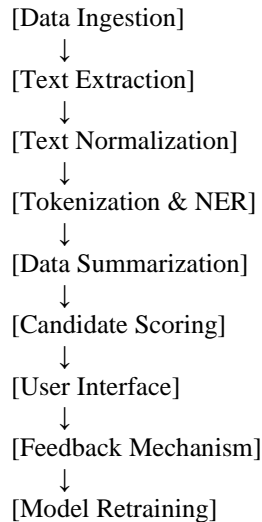 [Data Ingestion]
↓
[Text Extraction]
↓
[Text Normalization]
↓
[Tokenization & NER]
↓
[Data Summarization]
↓
[Candidate Scoring]
↓
[User Interface]
↓
[Feedback Mechanism]
↓
[Model Retraining]